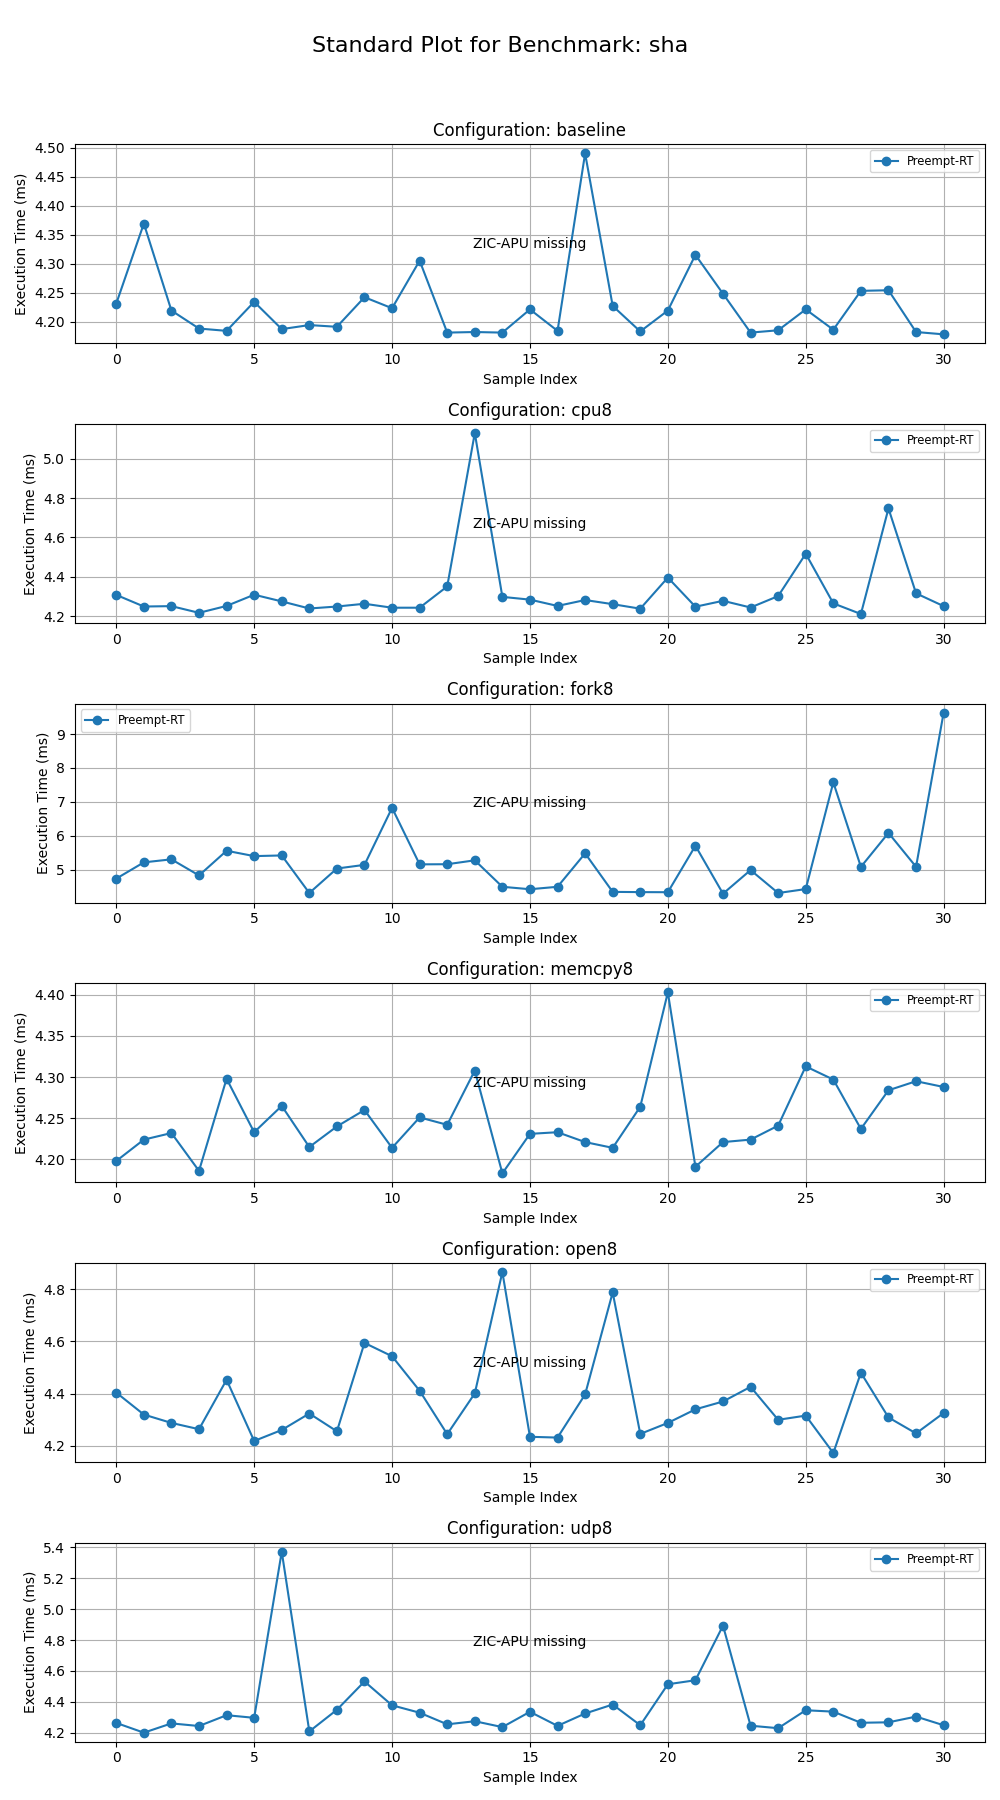 Standard Plot for Benchmark: sha
Configuration: baseline
4.50
4.45
4.40
4.35
4.30
4.25
4.20
Execution Time (ms)
Preempt-RT
ZIC-APU missing
0 5 10 15 20 25 30
Sample Index
Configuration: cpu8
5.0
4.8
4.6
4.4
4.2
Execution Time (ms)
Preempt-RT
ZIC-APU missing
0 5 10 15 20 25 30
Sample Index
Configuration: fork8
9
8
7
6
5
Execution Time (ms)
Preempt-RT
ZIC-APU missing
0 5 10 15 20 25 30
Sample Index
Configuration: memcpy8
4.40
4.35
4.30
4.25
4.20
Execution Time (ms)
Preempt-RT
ZIC-APU missing
0 5 10 15 20 25 30
Sample Index
Configuration: open8
4.8
4.6
4.4
4.2
Execution Time (ms)
Preempt-RT
ZIC-APU missing
0 5 10 15 20 25 30
Sample Index
Configuration: udp8
5.4
5.2
5.0
4.8
4.6
4.4
4.2
Execution Time (ms)
Preempt-RT
ZIC-APU missing
0 5 10 15 20 25 30
Sample Index